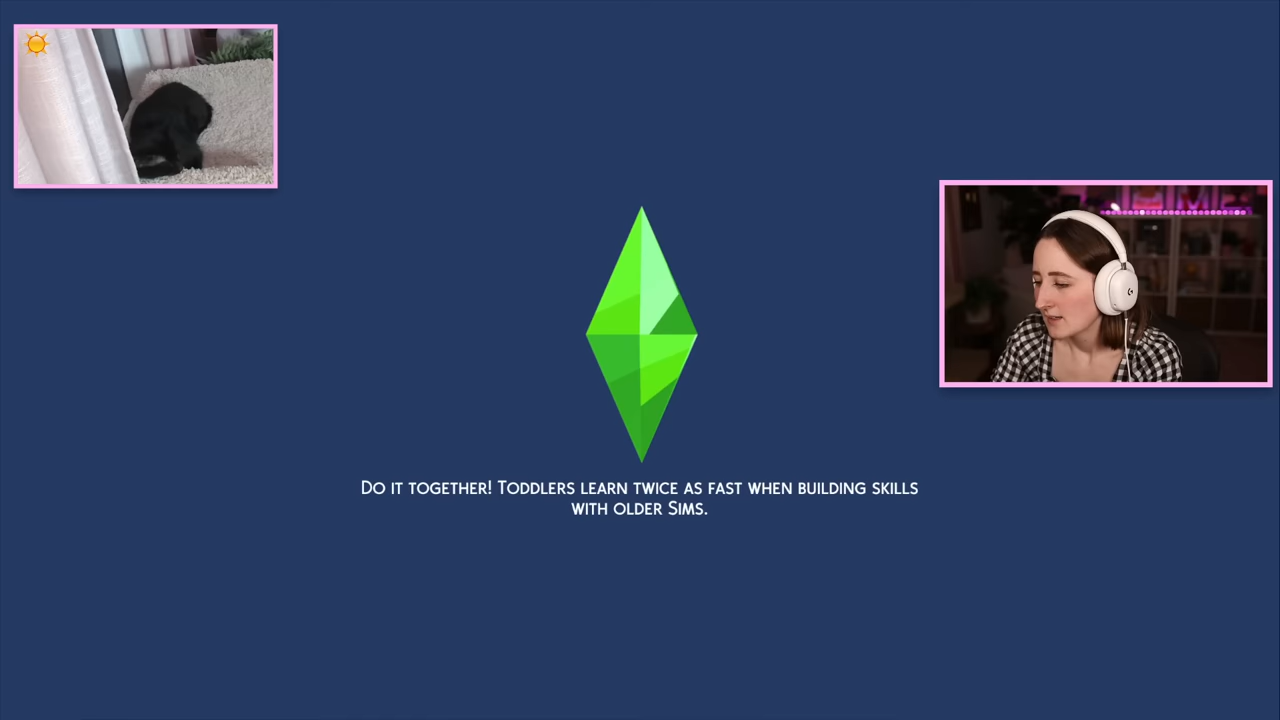 Do it together! Toddlers learn twice as fast when building skills
with older Sims.